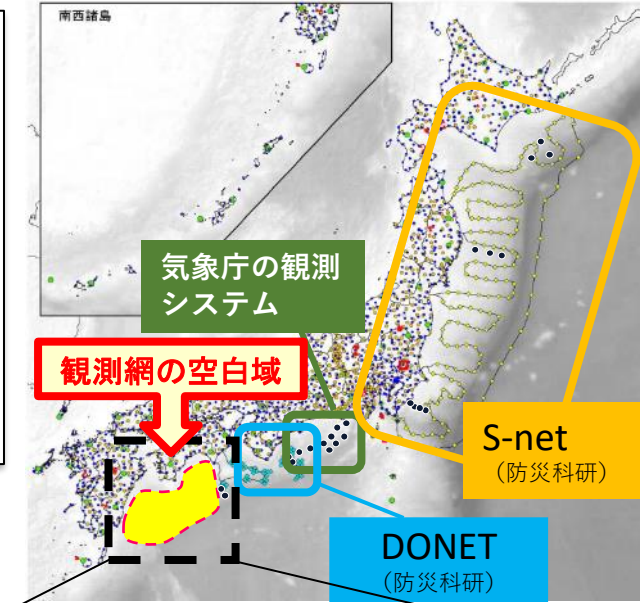 南西諸島
気象庁の観測
システム
観測網の空白域
S-net
（防災科研）
DONET
（防災科研）